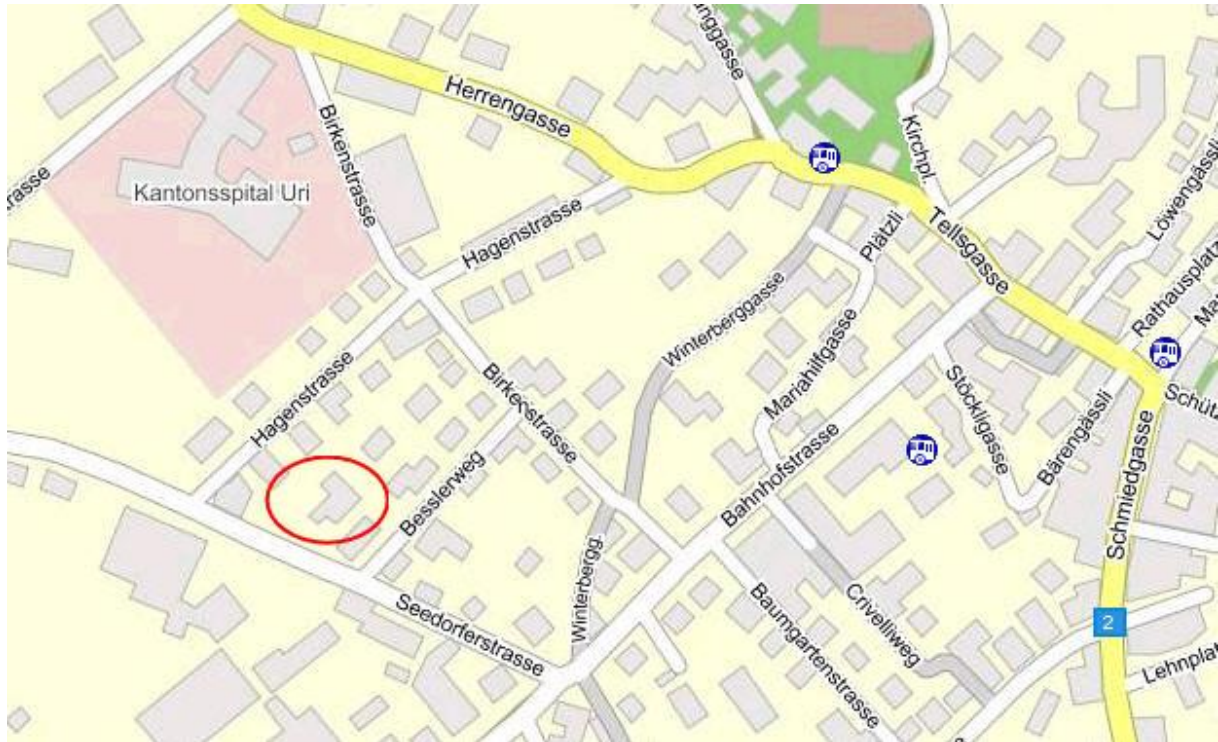 Herrengasse
Birkenstrasse
Kantonsspital Uri
Hagenstrasse
Kirchpl.
Löwengässli
Plätzli
Tellsgasse
Rathausplatz
Winterberggasse
Mariahilfgasse
Stöckligasse
Bärengässli
Hagenstrasse
Birkenstrasse
Besslerweg
Bahnhofstrasse
Schmiedgasse
Seedorferstrasse
Winterbergg.
Baumgartenstrasse
Crivelliweg
2